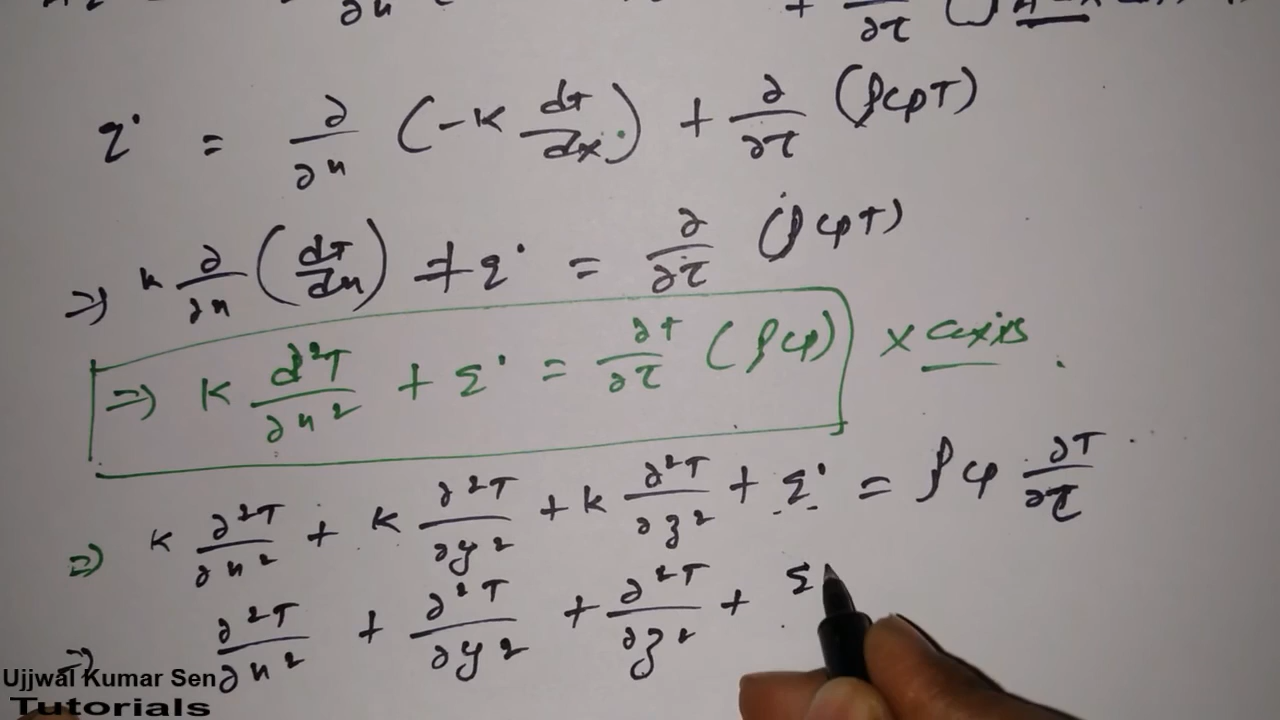 q̇ = ∂/∂x (-K dT/dx) + ∂/∂τ (ρCpT)
=> K ∂/∂x (dT/dx) + q̇ = ∂/∂τ (ρCpT)
=> K d²T/∂x² + q̇ = ∂T/∂τ (ρCp) x axis.
=> K ∂²T/∂x² + K ∂²T/∂y² + K ∂²T/∂z² + q̇ = ρCp ∂T/∂τ
=> ∂²T/∂x² + ∂²T/∂y² + ∂²T/∂z² + q
Ujjwal Kumar Sen
Tutorials